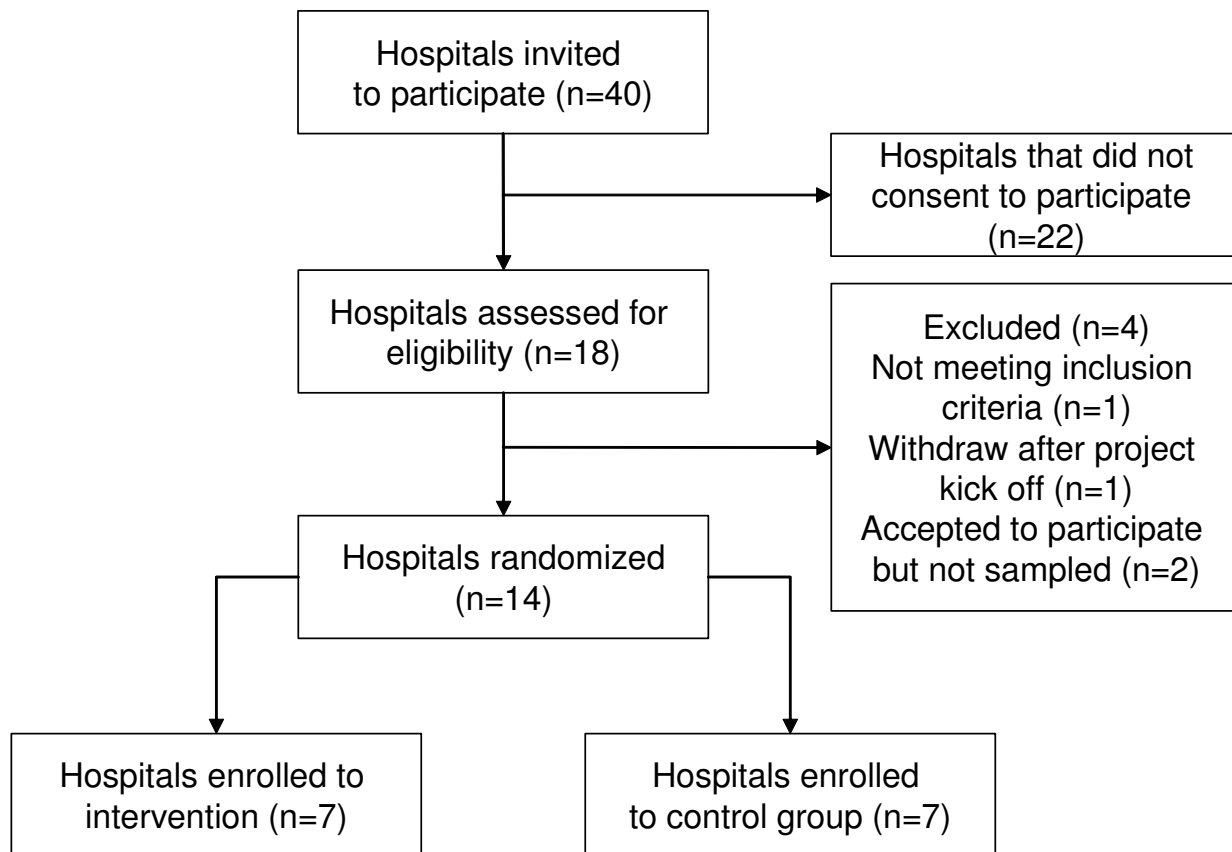 Hospitals invited
to participate (n=40)
Hospitals that did not
consent to participate
(n=22)
Hospitals assessed for
eligibility (n=18)
Excluded (n=4)
Not meeting inclusion
criteria (n=1)
Withdraw after project
kick off (n=1)
Accepted to participate
but not sampled (n=2)
Hospitals randomized
(n=14)
Hospitals enrolled to
intervention (n=7)
Hospitals enrolled
to control group (n=7)